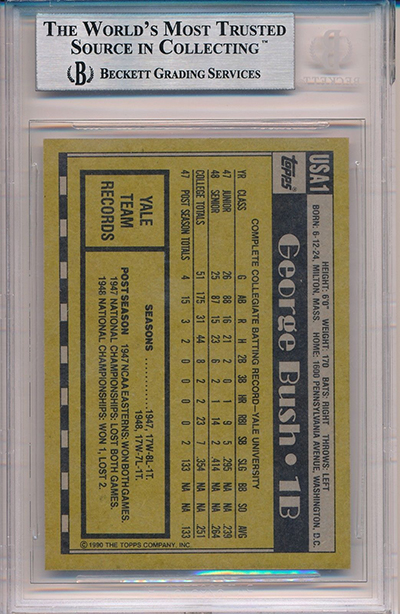 THE WORLD'S MOST TRUSTED
SOURCE IN COLLECTING™
B BECKETT GRADING SERVICES
USA1
topps
George Bush • 1B
HEIGHT: 6'0" WEIGHT: 170 BATS: RIGHT THROWS: LEFT
BORN: 6-12-24, MILTON, MASS. HOME: 1600 PENNSYLVANIA AVENUE, WASHINGTON, D.C.
COMPLETE COLLEGIATE BATTING RECORD—YALE UNIVERSITY
YR CLASS G AB R H 2B 3B HR RBI SB SLG BB SO AVG
47 JUNIOR 26 88 16 21 2 0 1 9 5 .295 NA NA .239
48 SENIOR 25 87 15 23 6 2 1 14 2 .414 NA NA .264
COLLEGE TOTALS 51 175 31 44 8 2 2 23 7 .354 NA NA .251
47 POST SEASON TOTALS 4 15 3 2 0 0 0 2 0 .133 NA NA .133
YALE
TEAM
RECORDS
SEASONS .......... 1947, 17W-8L-1T.
1948, 17W-7L-1T.
POST SEASON 1947 NCAA EASTERNS: WON BOTH GAMES.
1947 NATIONAL CHAMPIONSHIPS: LOST BOTH GAMES.
1948 NATIONAL CHAMPIONSHIPS: WON 1, LOST 2.
© 1990 THE TOPPS COMPANY, INC.